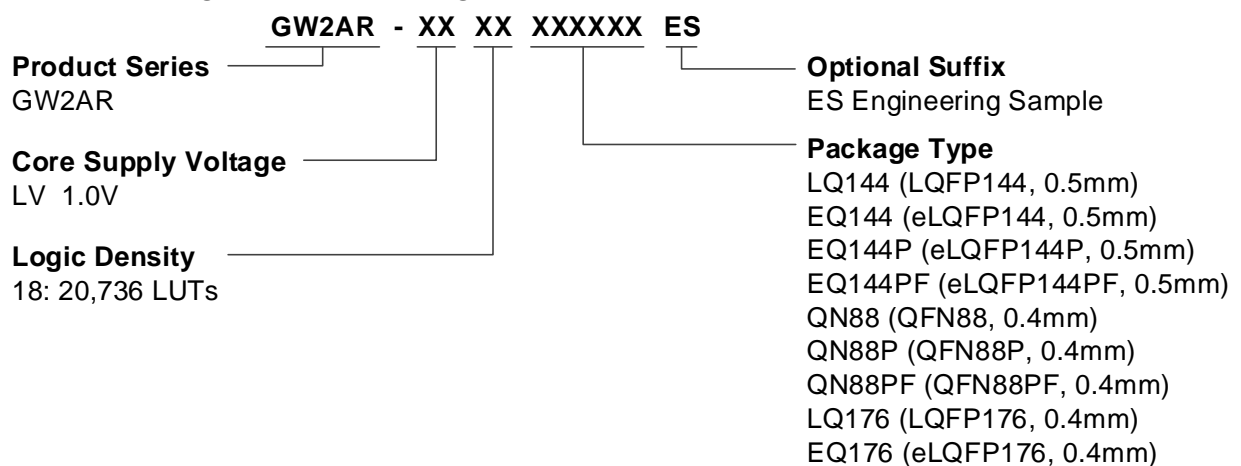 GW2AR - XX XX XXXXXX ES
Product Series
GW2AR
Core Supply Voltage
LV 1.0V
Logic Density
18: 20,736 LUTs
Optional Suffix
ES Engineering Sample
Package Type
LQ144 (LQFP144, 0.5mm)
EQ144 (eLQFP144, 0.5mm)
EQ144P (eLQFP144P, 0.5mm)
EQ144PF (eLQFP144PF, 0.5mm)
QN88 (QFN88, 0.4mm)
QN88P (QFN88P, 0.4mm)
QN88PF (QFN88PF, 0.4mm)
LQ176 (LQFP176, 0.4mm)
EQ176 (eLQFP176, 0.4mm)